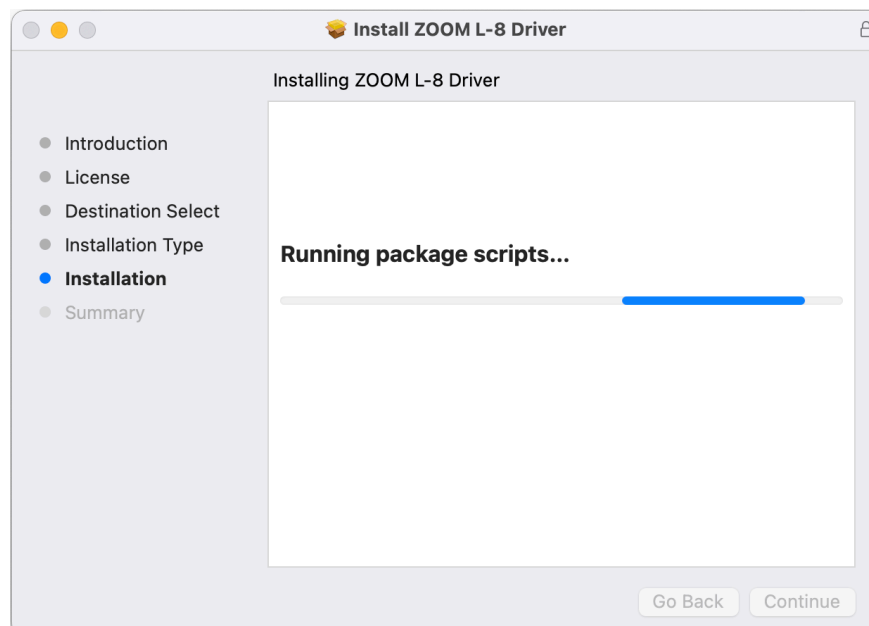 Install ZOOM L-8 Driver
Installing ZOOM L-8 Driver
Introduction
License
Destination Select
Installation Type
Installation
Summary
Running package scripts...
Go Back
Continue